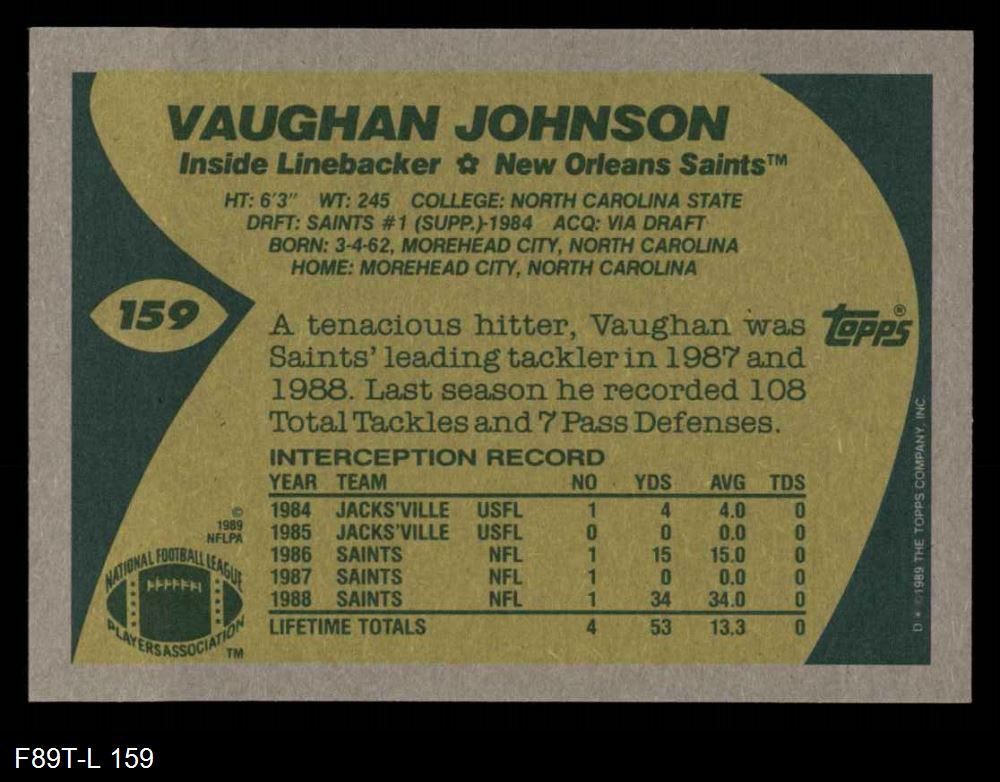 VAUGHAN JOHNSON
Inside Linebacker ✿ New Orleans Saints™
HT: 6'3" WT: 245 COLLEGE: NORTH CAROLINA STATE
DRFT: SAINTS #1 (SUPP.)-1984 ACQ: VIA DRAFT
BORN: 3-4-62, MOREHEAD CITY, NORTH CAROLINA
HOME: MOREHEAD CITY, NORTH CAROLINA
159
topps®
A tenacious hitter, Vaughan was
Saints' leading tackler in 1987 and
1988. Last season he recorded 108
Total Tackles and 7 Pass Defenses.
INTERCEPTION RECORD
YEAR TEAM NO YDS AVG TDS
1984 JACKS'VILLE USFL 1 4 4.0 0
1985 JACKS'VILLE USFL 0 0 0.0 0
1986 SAINTS NFL 1 15 15.0 0
1987 SAINTS NFL 1 0 0.0 0
1988 SAINTS NFL 1 34 34.0 0
LIFETIME TOTALS 4 53 13.3 0
©
1989
NFLPA
NATIONAL FOOTBALL LEAGUE
PLAYERS ASSOCIATION
TM
D * ©1989 THE TOPPS COMPANY, INC.
F89T-L 159